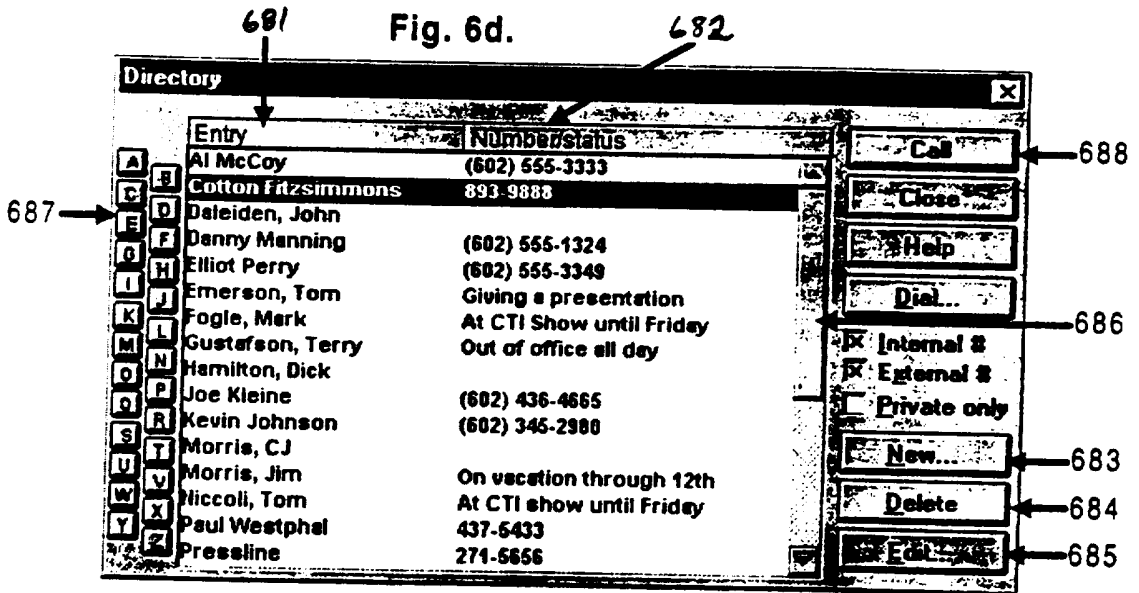 681
Fig. 6d.
682
Directory
Entry Number/status
Al McCoy (602) 555-3333
Cotton Fitzsimmons 893-9888
Daleiden, John
Danny Manning (602) 555-1324
Elliot Perry (602) 555-3349
Emerson, Tom Giving a presentation
Fogle, Mark At CTI Show until Friday
Gustafson, Terry Out of office all day
Hamilton, Dick
Joe Kleine (602) 436-4665
Kevin Johnson (602) 345-2980
Morris, CJ
Morris, Jim On vacation through 12th
Niccoli, Tom At CTI show until Friday
Paul Westphal 437-5433
Pressline 271-5656
A
B
C
D
E
F
G
H
I
J
K
L
M
N
O
P
Q
R
S
T
U
V
W
X
Y
Z
687
Call
688
Close
Help
Dial...
686
Internal #
External #
Private only
New...
683
Delete
684
Edit...
685